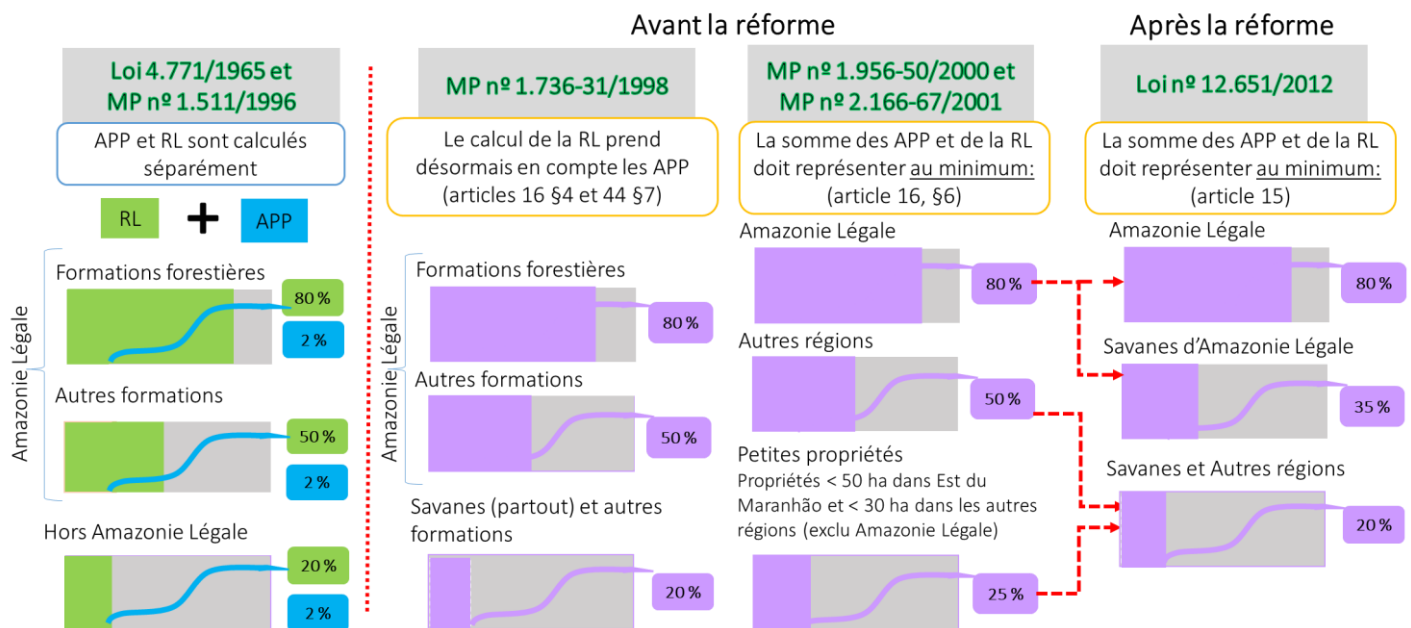 Avant la réforme
Après la réforme
Loi 4.771/1965 et
MP nº 1.511/1996
APP et RL sont calculés
séparément
RL
+
APP
Amazonie Légale
Formations forestières
80 %
2 %
Autres formations
50 %
2 %
Hors Amazonie Légale
20 %
2 %
MP nº 1.736-31/1998
Le calcul de la RL prend
désormais en compte les APP
(articles 16 §4 et 44 §7)
Amazonie Légale
Formations forestières
80 %
Autres formations
50 %
Savanes (partout) et autres
formations
20 %
MP nº 1.956-50/2000 et
MP nº 2.166-67/2001
La somme des APP et de la RL
doit représenter au minimum:
(article 16, §6)
Amazonie Légale
80 %
Autres régions
50 %
Petites propriétés
Propriétés < 50 ha dans Est du
Maranhão et < 30 ha dans les autres
régions (exclu Amazonie Légale)
25 %
Loi nº 12.651/2012
La somme des APP et de la RL
doit représenter au minimum:
(article 15)
Amazonie Légale
80 %
Savanes d'Amazonie Légale
35 %
Savanes et Autres régions
20 %